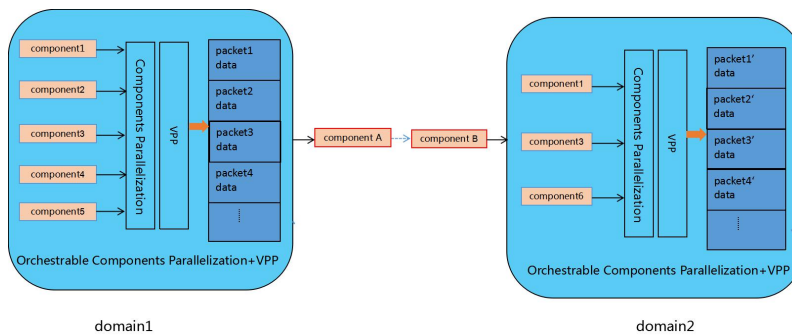 component1
component2
component3
component4
component5
Components Parallelization
VPP
packet1
data
packet2
data
packet3
data
packet4
data
......
Orchestrable Components Parallelization+VPP
domain1
component A
component B
component1
component3
component6
Components Parallelization
VPP
packet1'
data
packet2'
data
packet3'
data
packet4'
data
......
Orchestrable Components Parallelization+VPP
domain2